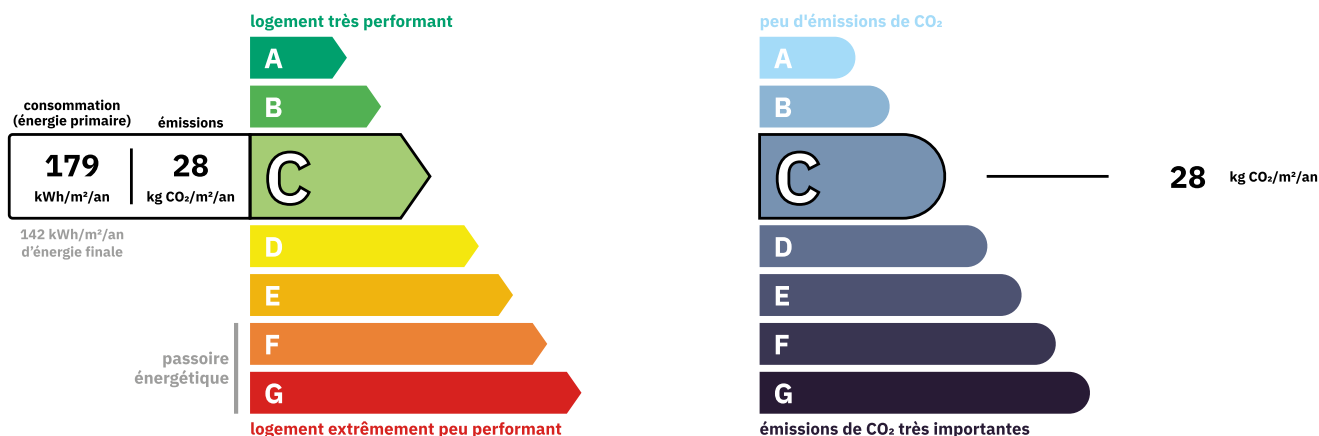 logement très performant
A
B
consommation
(énergie primaire)
émissions
179
kWh/m²/an
28
kg CO₂/m²/an
C
142 kWh/m²/an
d'énergie finale
D
E
passoire
énergétique
F
G
logement extrêmement peu performant
peu d'émissions de CO₂
A
B
C
28 kg CO₂/m²/an
D
E
F
G
émissions de CO₂ très importantes